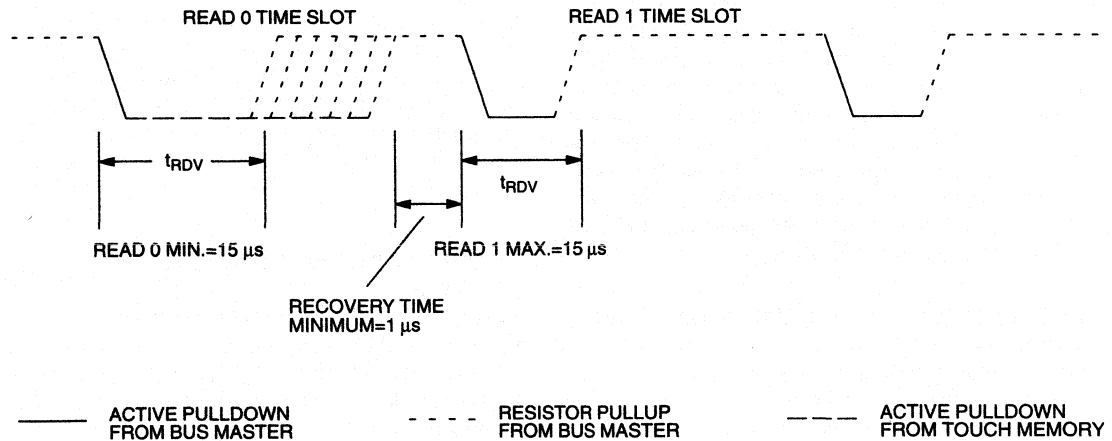 READ 0 TIME SLOT
READ 1 TIME SLOT
tRDV
tRDV
READ 0 MIN.=15 µs
READ 1 MAX.=15 µs
RECOVERY TIME
MINIMUM=1 µs
ACTIVE PULLDOWN
FROM BUS MASTER
RESISTOR PULLUP
FROM BUS MASTER
ACTIVE PULLDOWN
FROM TOUCH MEMORY